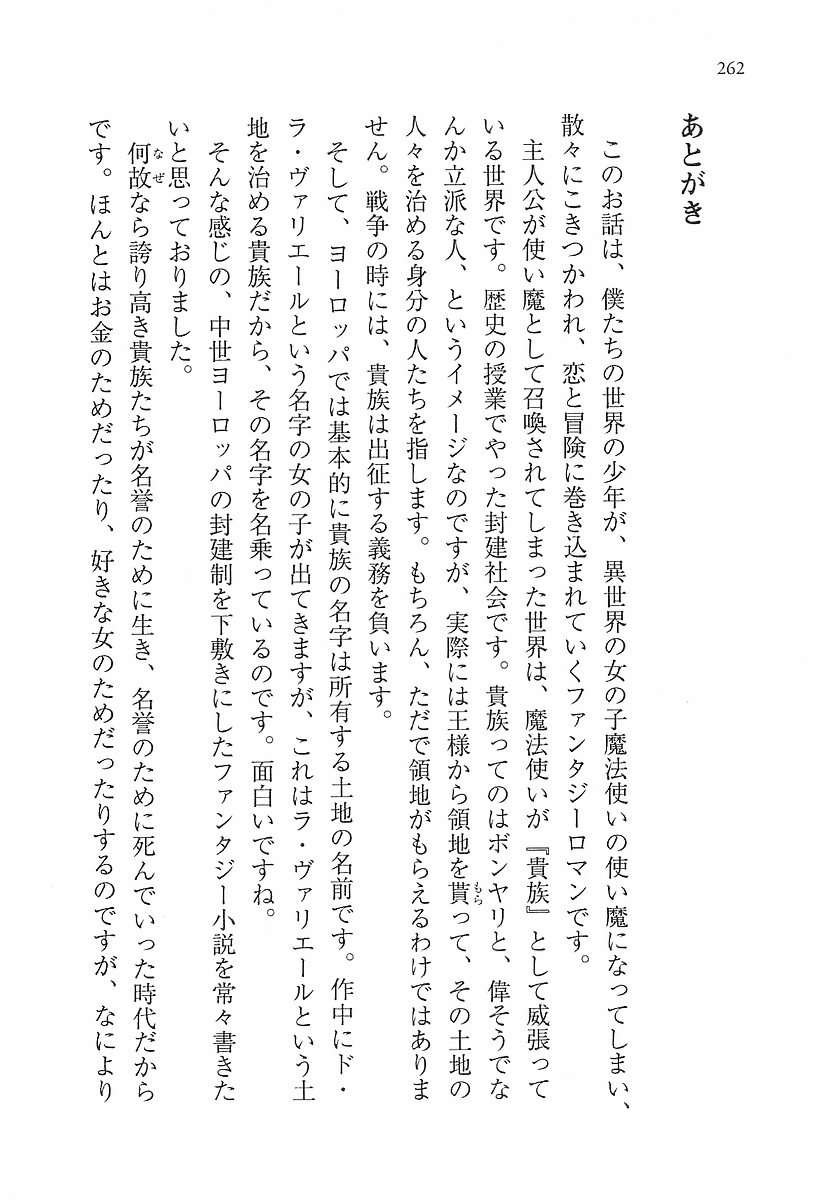 262
あとがき
このお話は、僕たちの世界の少年が、異世界の女の子魔法使いの使い魔になってしまい、
散々にこきつかわれ、恋と冒険に巻き込まれていくファンタジーロマンです。
主人公が使い魔として召喚されてしまった世界は、魔法使いが『貴族』として威張って
いる世界です。歴史の授業でやった封建社会です。貴族ってのはボンヤリと、偉そうでな
んか立派な人、というイメージなのですが、実際には王様から領地を貰って、その土地の
もら
人々を治める身分の人たちを指します。もちろん、ただで領地がもらえるわけではありま
せん。戦争の時には、貴族は出征する義務を負います。
そして、ヨーロッパでは基本的に貴族の名字は所有する土地の名前です。作中にド・
ラ・ヴァリエールという名字の女の子が出てきますが、これはラ・ヴァリエールという土
地を治める貴族だから、その名字を名乗っているのです。面白いですね。
そんな感じの、中世ヨーロッパの封建制を下敷きにしたファンタジー小説を常々書きた
いと思っておりました。
何故なら誇り高き貴族たちが名誉のために生き、名誉のために死んでいった時代だから
なぜ
です。ほんとはお金のためだったり、好きな女のためだったりするのですが、なにより